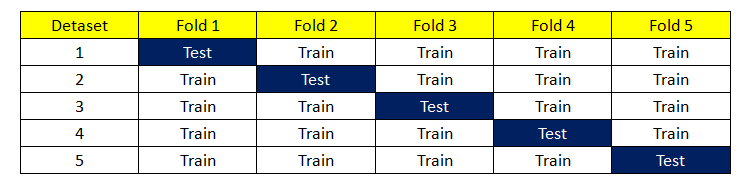 Detaset Fold 1 Fold 2 Fold 3 Fold 4 Fold 5
1 Test Train Train Train Train
2 Train Test Train Train Train
3 Train Train Test Train Train
4 Train Train Train Test Train
5 Train Train Train Train Test